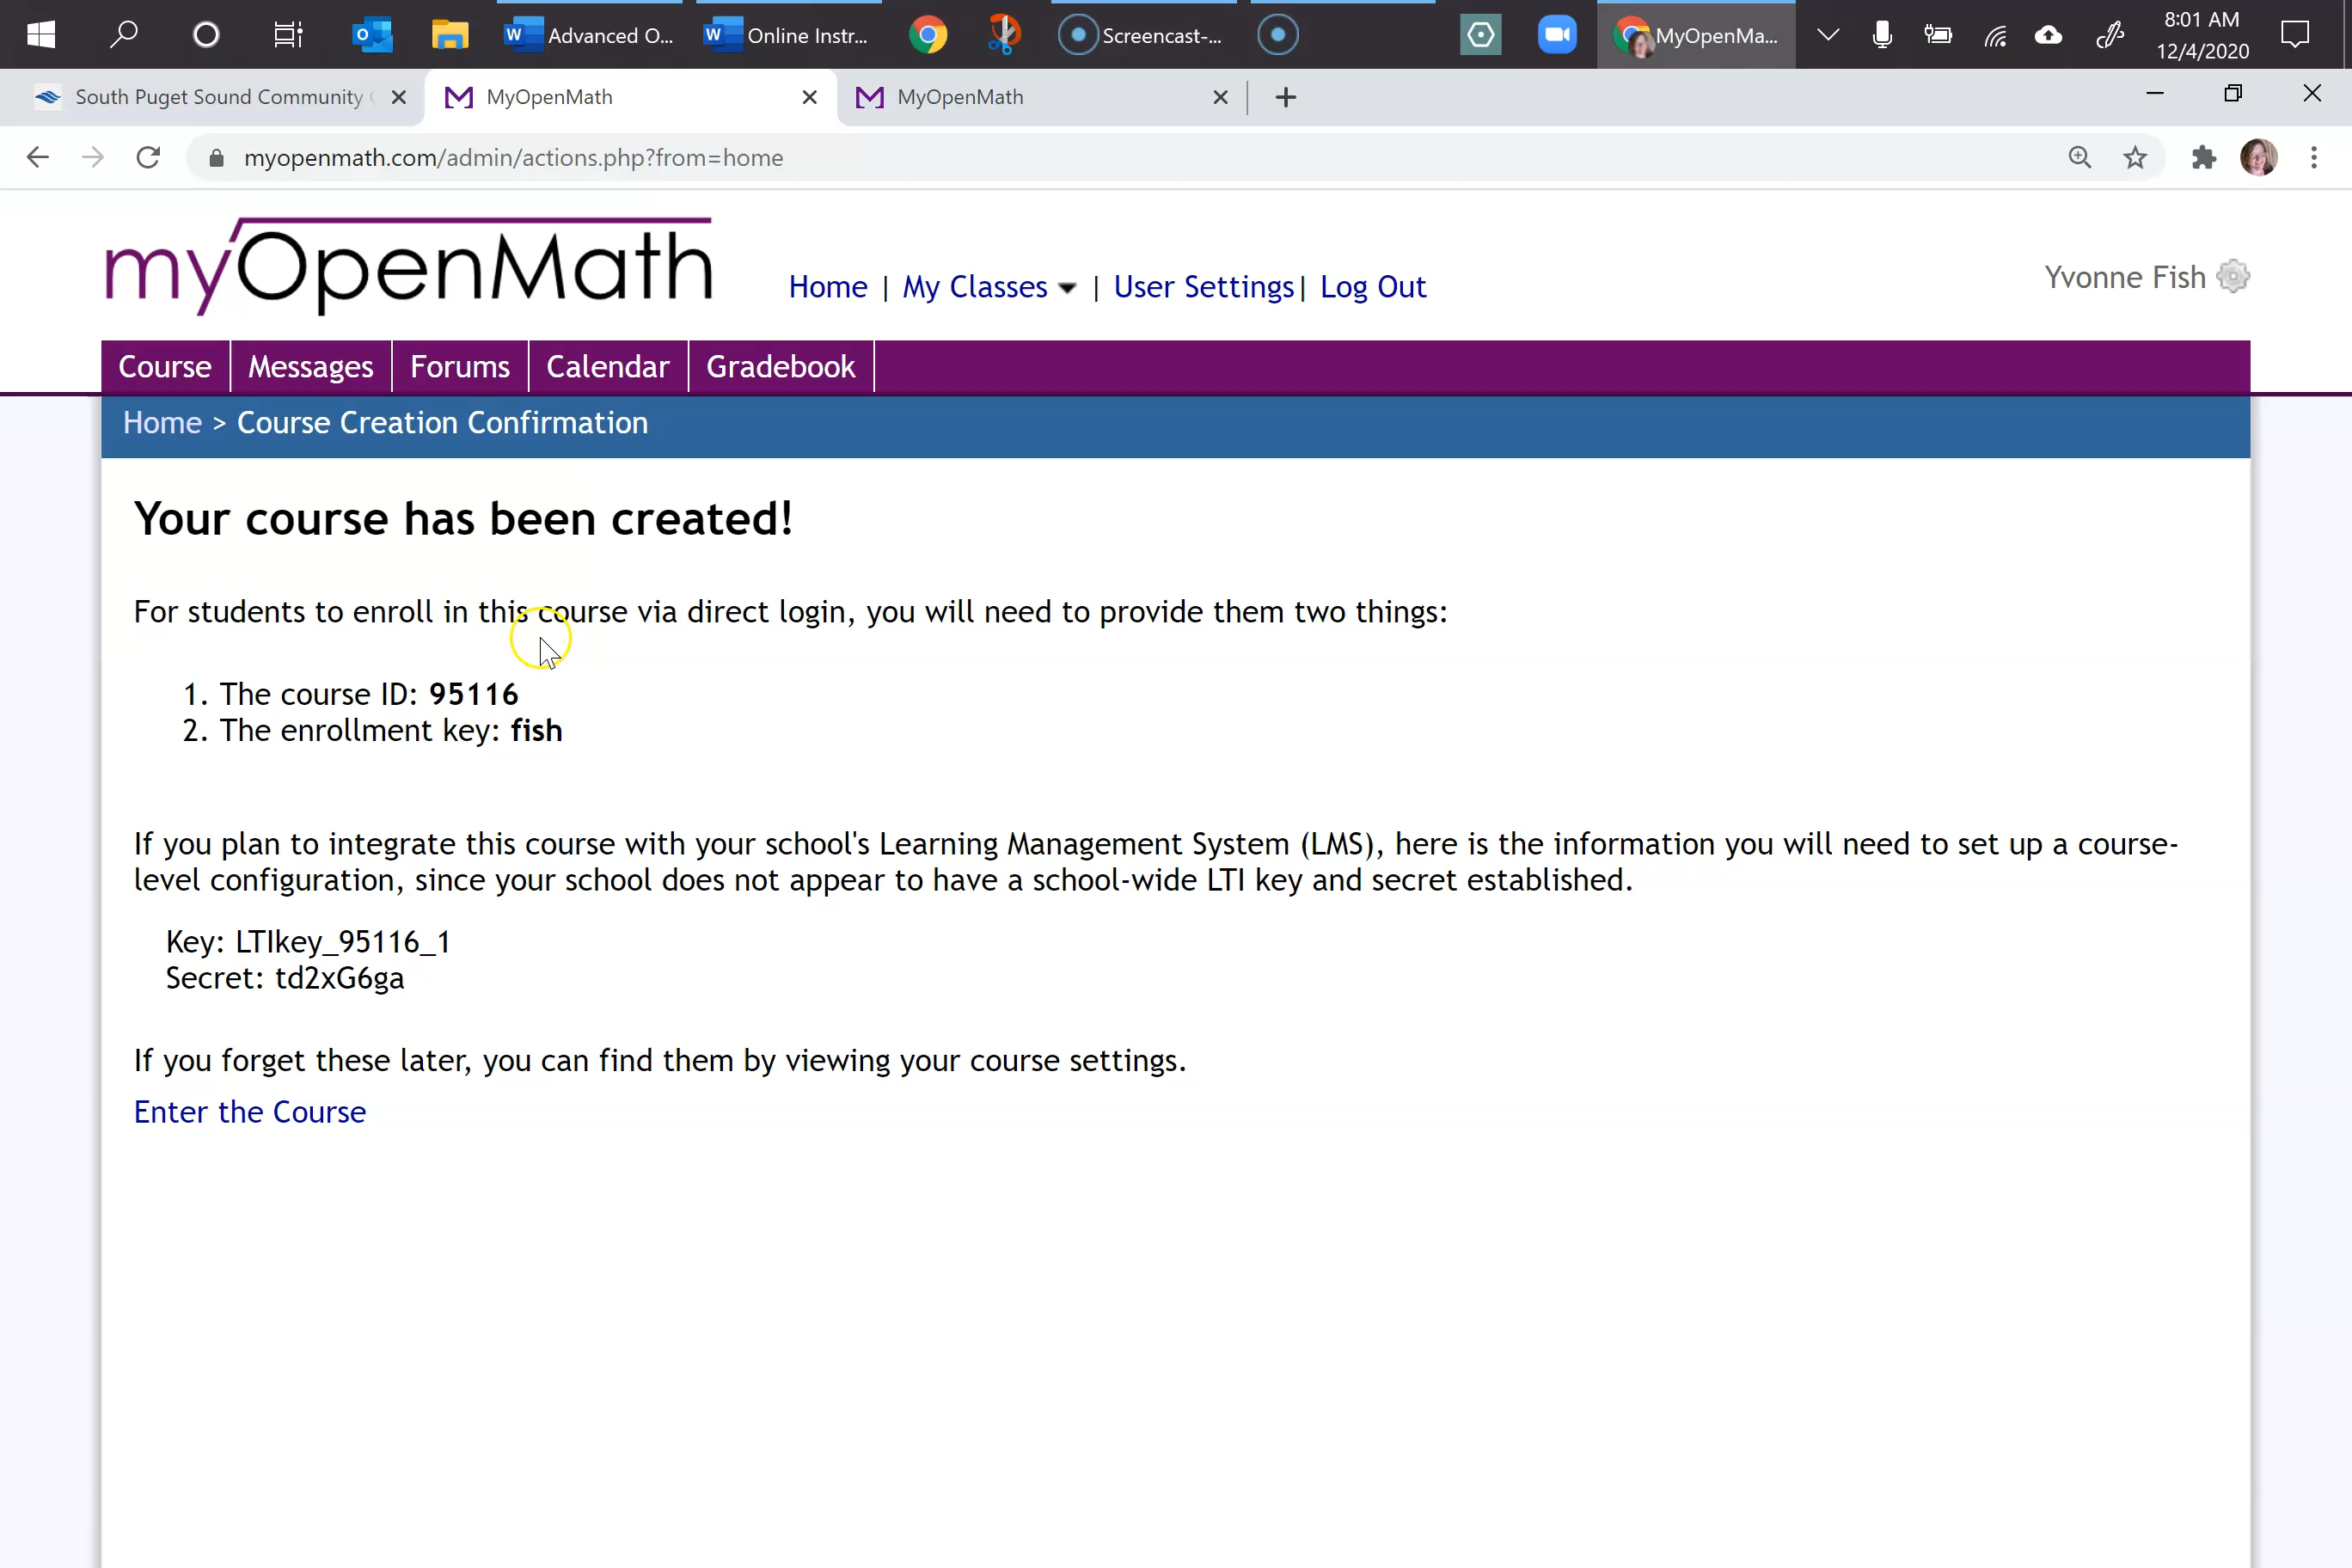 Advanced O...
Online Instr...
Screencast-...
MyOpenMa...
8:01 AM
12/4/2020
South Puget Sound Community
MyOpenMath
MyOpenMath
myopenmath.com/admin/actions.php?from=home
myOpenMath
Home | My Classes | User Settings | Log Out
Yvonne Fish
Course Messages Forums Calendar Gradebook
Home > Course Creation Confirmation
Your course has been created!
For students to enroll in this course via direct login, you will need to provide them two things:
1. The course ID: 95116
2. The enrollment key: fish
If you plan to integrate this course with your school's Learning Management System (LMS), here is the information you will need to set up a course-
level configuration, since your school does not appear to have a school-wide LTI key and secret established.
Key: LTIkey_95116_1
Secret: td2xG6ga
If you forget these later, you can find them by viewing your course settings.
Enter the Course